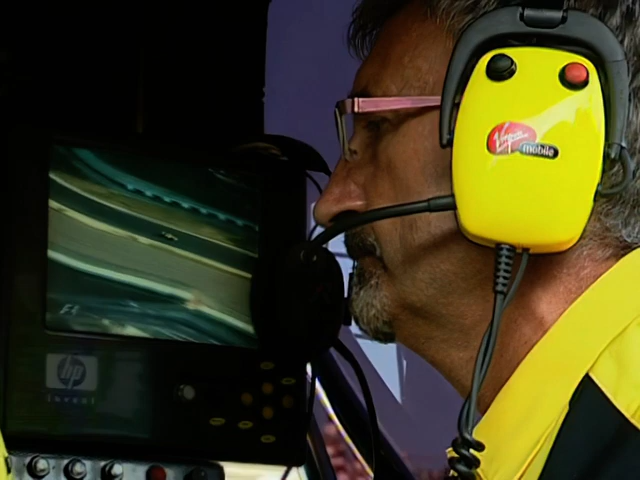 Virgin
mobile
F1
hp
invent